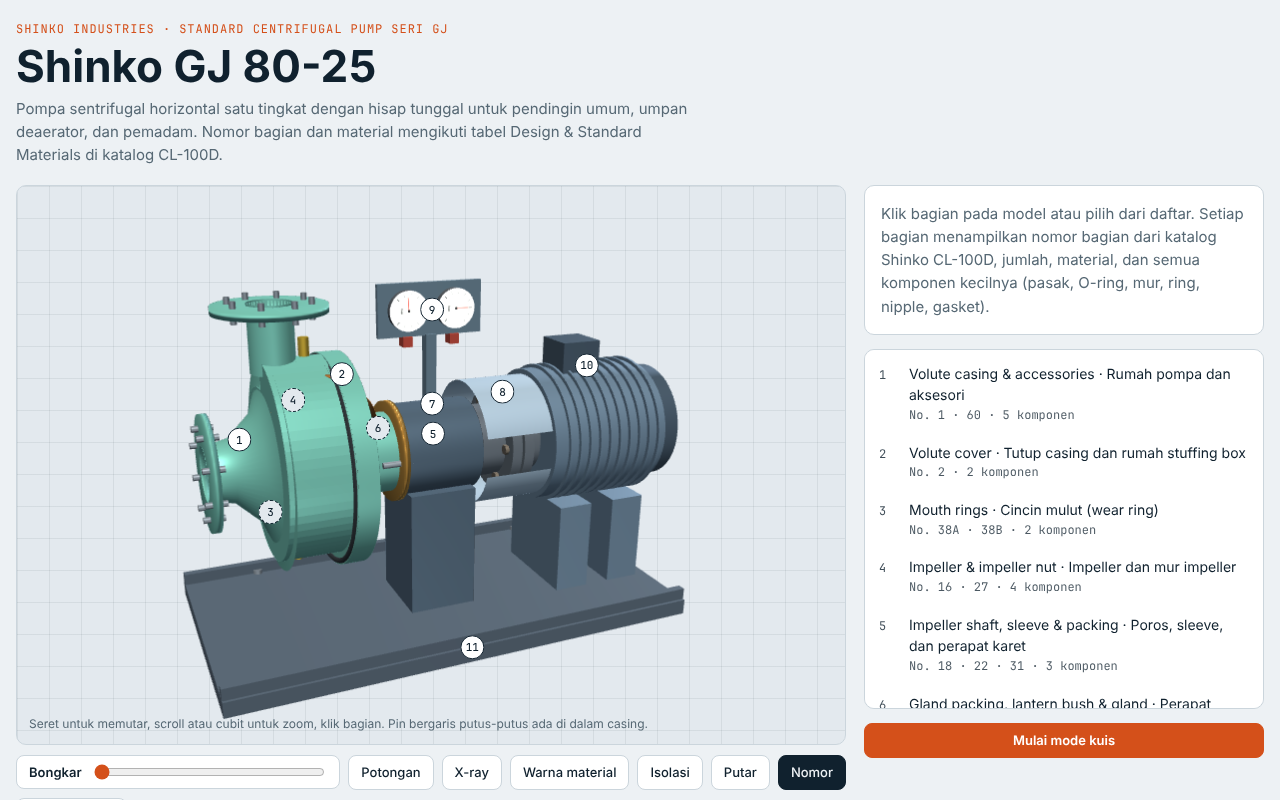 SHINKO INDUSTRIES · STANDARD CENTRIFUGAL PUMP SERI GJ
Shinko GJ 80-25
Pompa sentrifugal horizontal satu tingkat dengan hisap tunggal untuk pendingin umum, umpan
deaerator, dan pemadam. Nomor bagian dan material mengikuti tabel Design & Standard
Materials di katalog CL-100D.
9
10
2
8
4
7
6
5
1
3
11
Seret untuk memutar, scroll atau cubit untuk zoom, klik bagian. Pin bergaris putus-putus ada di dalam casing.
Bongkar
Potongan
X-ray
Warna material
Isolasi
Putar
Nomor
Klik bagian pada model atau pilih dari daftar. Setiap
bagian menampilkan nomor bagian dari katalog
Shinko CL-100D, jumlah, material, dan semua
komponen kecilnya (pasak, O-ring, mur, ring,
nipple, gasket).
1 Volute casing & accessories · Rumah pompa dan
aksesori
No. 1 · 60 · 5 komponen
2 Volute cover · Tutup casing dan rumah stuffing box
No. 2 · 2 komponen
3 Mouth rings · Cincin mulut (wear ring)
No. 38A · 38B · 2 komponen
4 Impeller & impeller nut · Impeller dan mur impeller
No. 16 · 27 · 4 komponen
5 Impeller shaft, sleeve & packing · Poros, sleeve,
dan perapat karet
No. 18 · 22 · 31 · 3 komponen
6 Gland packing, lantern bush & gland · Perapat
Mulai mode kuis